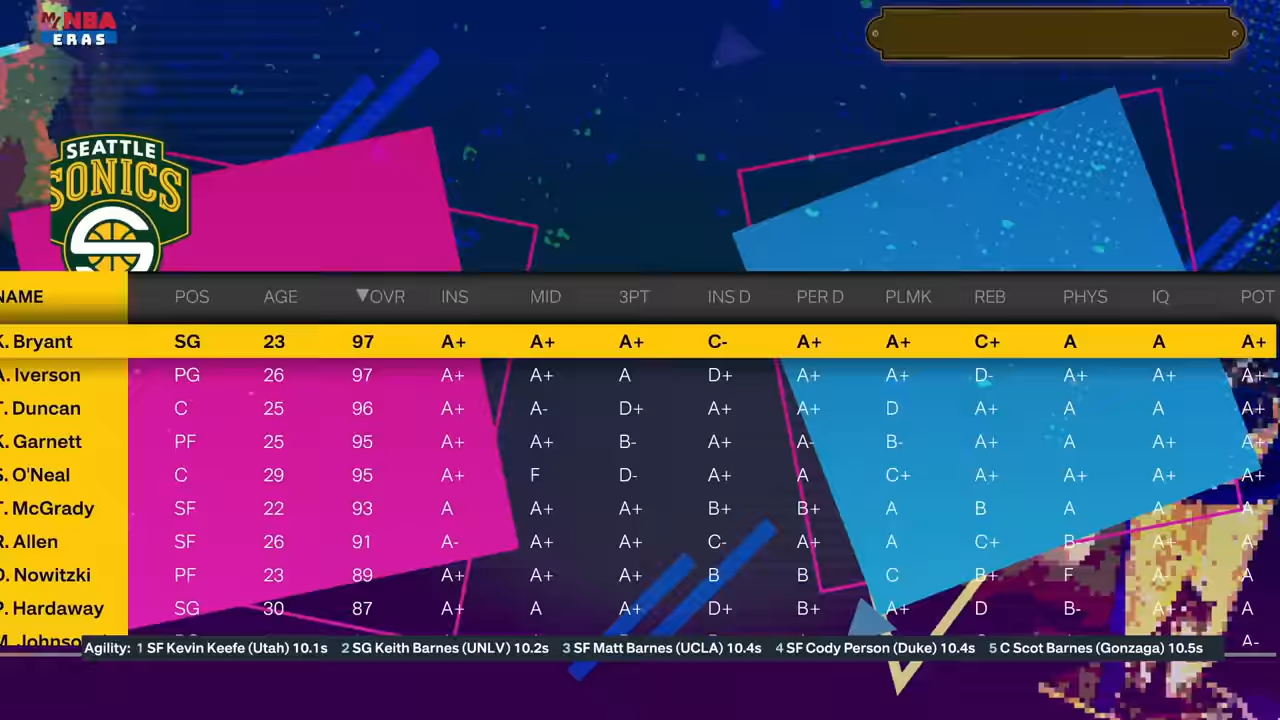 MyNBA
ERAS
SEATTLE
SONICS
NAME POS AGE ▼OVR INS MID 3PT INS D PER D PLMK REB PHYS IQ POT
K. Bryant SG 23 97 A+ A+ A+ C- A+ A+ C+ A A A+
A. Iverson PG 26 97 A+ A+ A D+ A+ A+ D- A+ A+ A+
T. Duncan C 25 96 A+ A- D+ A+ A+ D A+ A A A+
K. Garnett PF 25 95 A+ A+ B- A+ A- B- A+ A A+ A+
S. O'Neal C 29 95 A+ F D- A+ A C+ A+ A+ A+ A+
T. McGrady SF 22 93 A A+ A+ B+ B+ A B A A A
R. Allen SF 26 91 A- A+ A+ C- A+ A C+ B- A+ A-
D. Nowitzki PF 23 89 A+ A+ A+ B B C B+ F A- A
P. Hardaway SG 30 87 A+ A A+ D+ B+ A+ D B- A+ A
M. Johnson A-
Agility: 1 SF Kevin Keefe (Utah) 10.1s 2 SG Keith Barnes (UNLV) 10.2s 3 SF Matt Barnes (UCLA) 10.4s 4 SF Cody Person (Duke) 10.4s 5 C Scot Barnes (Gonzaga) 10.5s